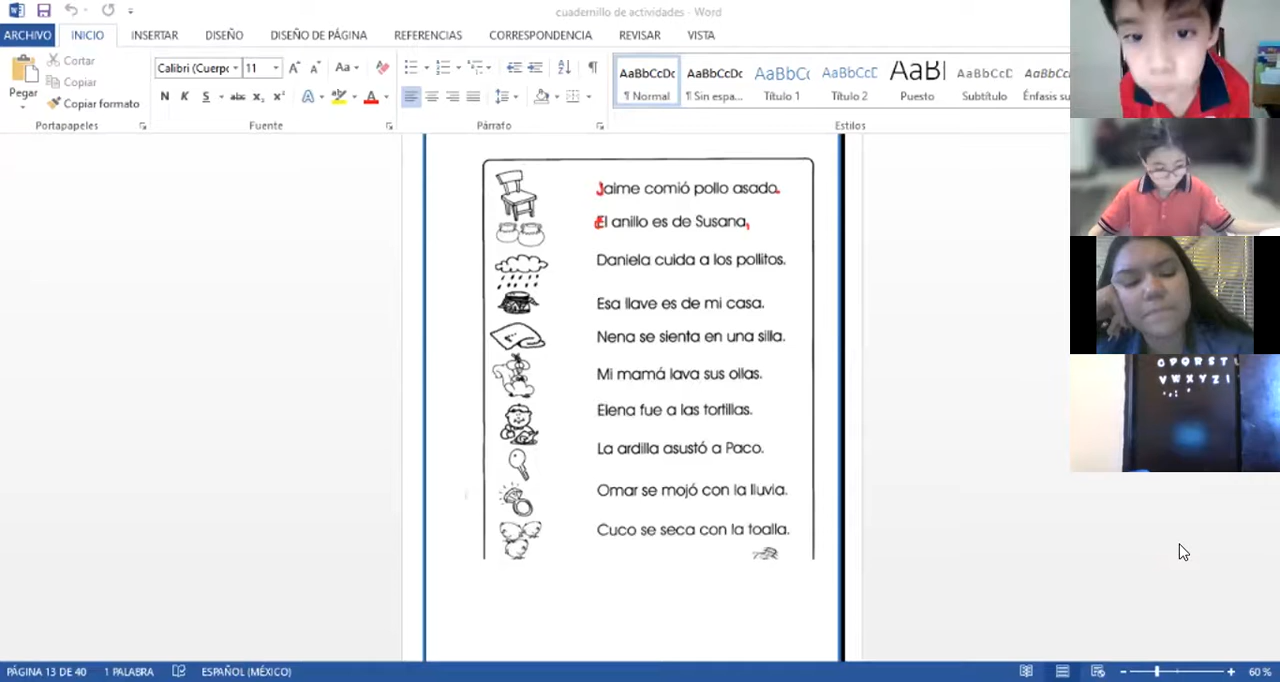 cuadernillo de actividades - Word
ARCHIVO INICIO INSERTAR DISEÑO DISEÑO DE PÁGINA REFERENCIAS CORRESPONDENCIA REVISAR VISTA
Pegar
Cortar
Copiar
Copiar formato
Portapapeles
Calibri (Cuerpo 11
Aa
N K S abc x₂ x² A A
Fuente
Párrafo
AaBbCcDc AaBbCcDc AaBbCc AaBbCcD AaBl AaBbCcD AaBbCc
¶ Normal ¶ Sin espa... Título 1 Título 2 Puesto Subtítulo Énfasis su
Estilos
Jaime comió pollo asado.
El anillo es de Susana,
Daniela cuida a los pollitos.
Esa llave es de mi casa.
Nena se sienta en una silla.
Mi mamá lava sus ollas.
Elena fue a las tortillas.
La ardilla asustó a Paco.
Omar se mojó con la lluvia.
Cuco se seca con la toalla.
O P Q R S T U
V W X Y Z
PÁGINA 13 DE 40 1 PALABRA ESPAÑOL (MÉXICO) 60 %